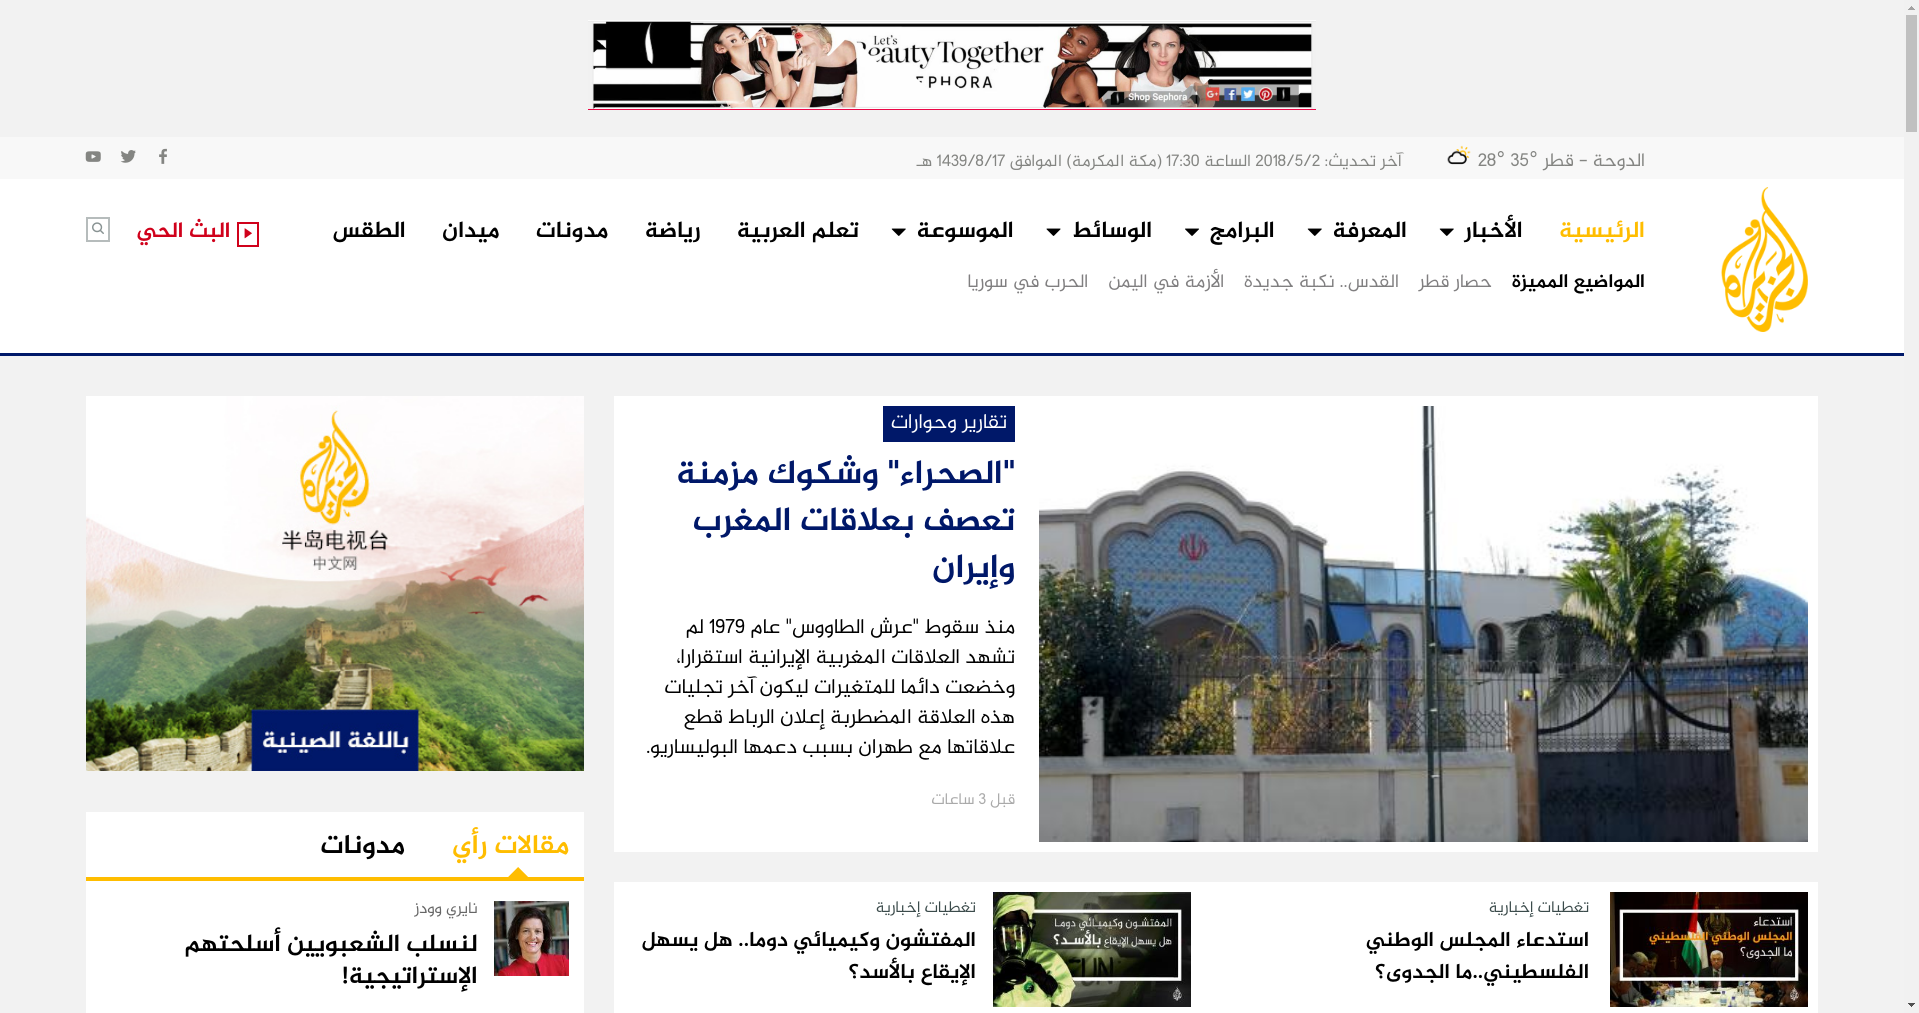 Let's
Beauty Together
SEPHORA
Shop Sephora
الدوحة - قطر 35° 28°
آخر تحديث: 2018/5/2 الساعة 17:30 (مكة المكرمة) الموافق 1439/8/17 هـ
الرئيسية الأخبار المعرفة البرامج الوسائط الموسوعة تعلم العربية رياضة مدونات ميدان الطقس البث الحي
المواضيع المميزة حصار قطر القدس.. نكبة جديدة الأزمة في اليمن الحرب في سوريا
تقارير وحوارات
"الصحراء" وشكوك مزمنة
تعصف بعلاقات المغرب
وإيران
منذ سقوط "عرش الطاووس" عام 1979 لم
تشهد العلاقات المغربية الإيرانية استقرارا،
وخضعت دائما للمتغيرات ليكون آخر تجليات
هذه العلاقة المضطربة إعلان الرباط قطع
علاقاتها مع طهران بسبب دعمها البوليساريو.
قبل 3 ساعات
الجزيرة
半岛电视台
中文网
باللغة الصينية
مقالات رأي مدونات
نايري وودز
لنسلب الشعبويين أسلحتهم
الإستراتيجية!
استدعاء
المجلس الوطني الفلسطيني
ما الجدوى؟
تغطيات إخبارية
استدعاء المجلس الوطني
الفلسطيني..ما الجدوى؟
المفتشون وكيميائي دوما
هل يسهل الإيقاع بالأسد؟
تغطيات إخبارية
المفتشون وكيميائي دوما.. هل يسهل
الإيقاع بالأسد؟